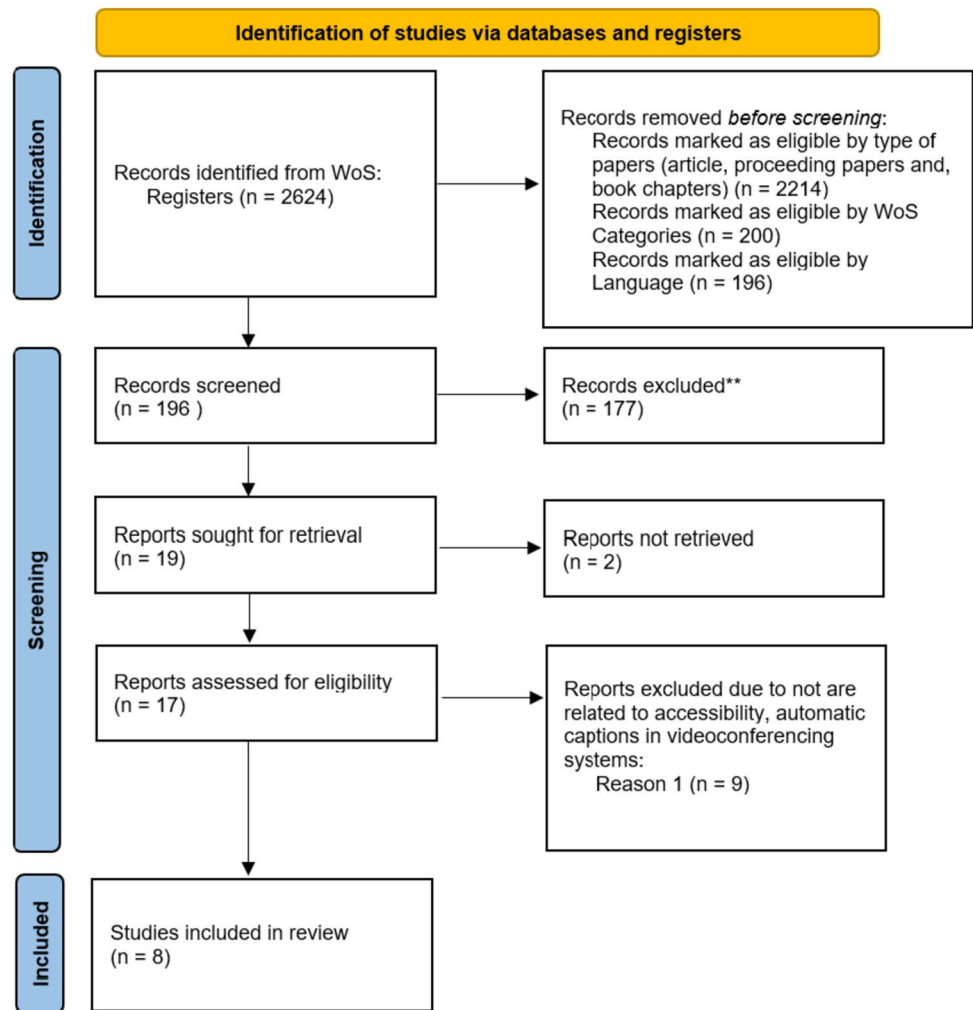 Identification of studies via databases and registers
Identification
Records identified from WoS:
Registers (n = 2624)
Records removed before screening:
Records marked as eligible by type of
papers (article, proceeding papers and,
book chapters) (n = 2214)
Records marked as eligible by WoS
Categories (n = 200)
Records marked as eligible by
Language (n = 196)
Screening
Records screened
(n = 196 )
Records excluded**
(n = 177)
Reports sought for retrieval
(n = 19)
Reports not retrieved
(n = 2)
Reports assessed for eligibility
(n = 17)
Reports excluded due to not are
related to accessibility, automatic
captions in videoconferencing
systems:
Reason 1 (n = 9)
Included
Studies included in review
(n = 8)